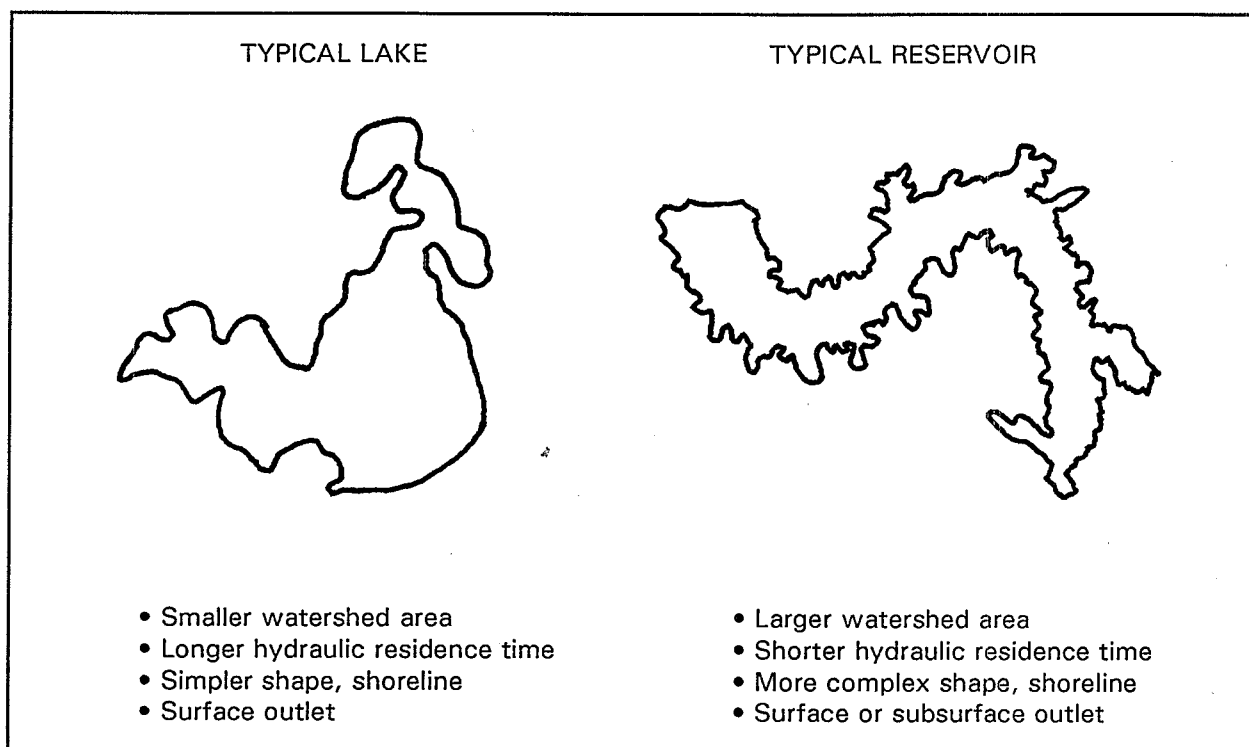 TYPICAL LAKE
• Smaller watershed area
• Longer hydraulic residence time
• Simpler shape, shoreline
• Surface outlet
TYPICAL RESERVOIR
• Larger watershed area
• Shorter hydraulic residence time
• More complex shape, shoreline
• Surface or subsurface outlet